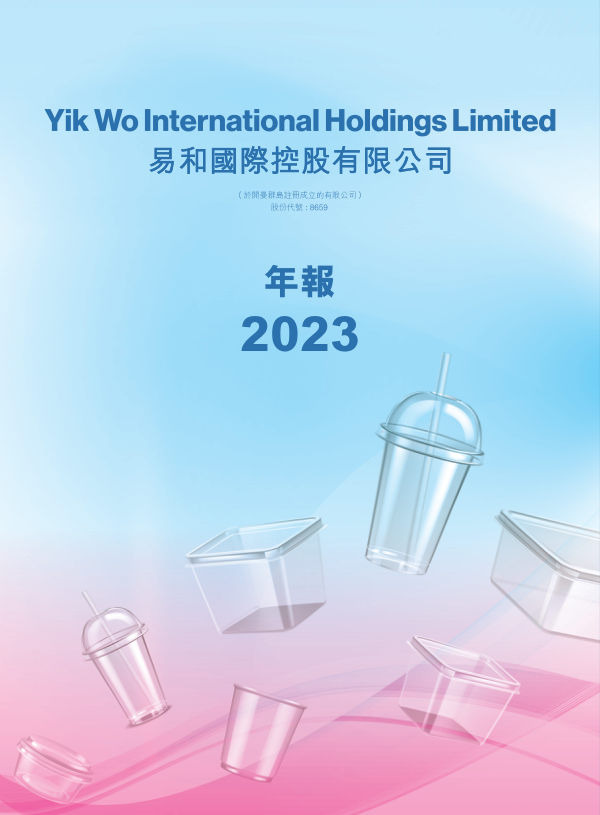 Yik Wo International Holdings Limited
易和國際控股有限公司
（於開曼群島註冊成立的有限公司）
股份代號：8659
年報
2023